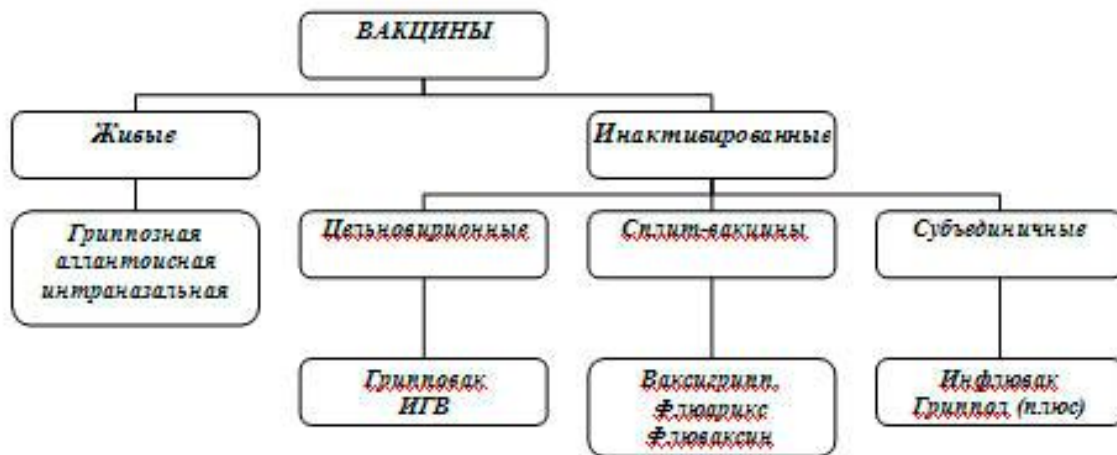 ВАКЦИНЫ
Живые
Инактивированные
Гриппозная
аллантоисная
интраназальная
Цельновирионные
Сплит-вакцины
Субъединичные
Грипповак
ИГВ
Ваксигрипп,
Флюарикс
Флюваксин
Инфлювак
Гриппол (плюс)